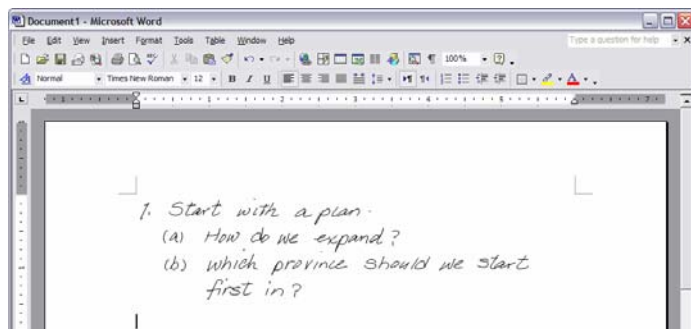 Document1 - Microsoft Word
File Edit View Insert Format Tools Table Window Help
Type a question for help
100%
Normal Times New Roman 12 B I U
1. Start with a plan.
(a) How do we expand?
(b) which province should we start
first in?